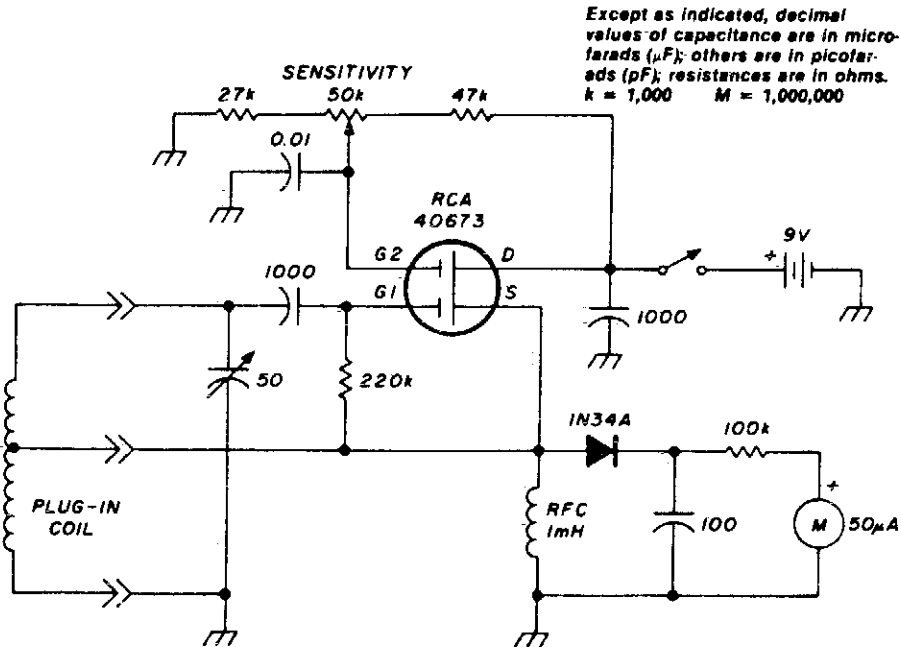 Except as indicated, decimal
values of capacitance are in micro-
farads (µF); others are in picofar-
ads (pF); resistances are in ohms.
k = 1,000 M = 1,000,000
SENSITIVITY
27k 50k 47k
0.01
RCA
40673
G2 D
9V
+
1000 G1 S
1000
50 220k
1N34A 100k
+
PLUG-IN
COIL
RFC
1mH
100
M 50µA